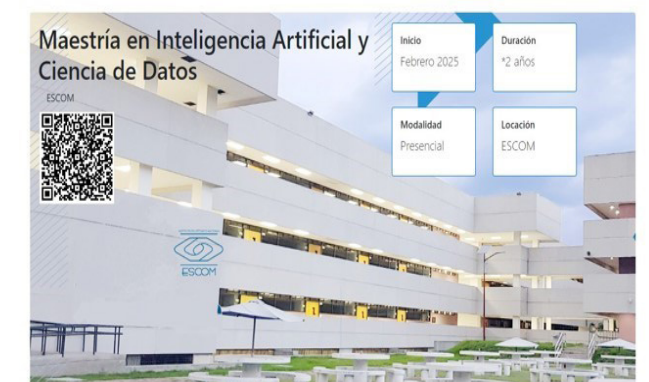 Maestría en Inteligencia Artificial y
Ciencia de Datos
ESCOM
Inicio
Febrero 2025
Duración
*2 años
Modalidad
Presencial
Locación
ESCOM
ESCOM